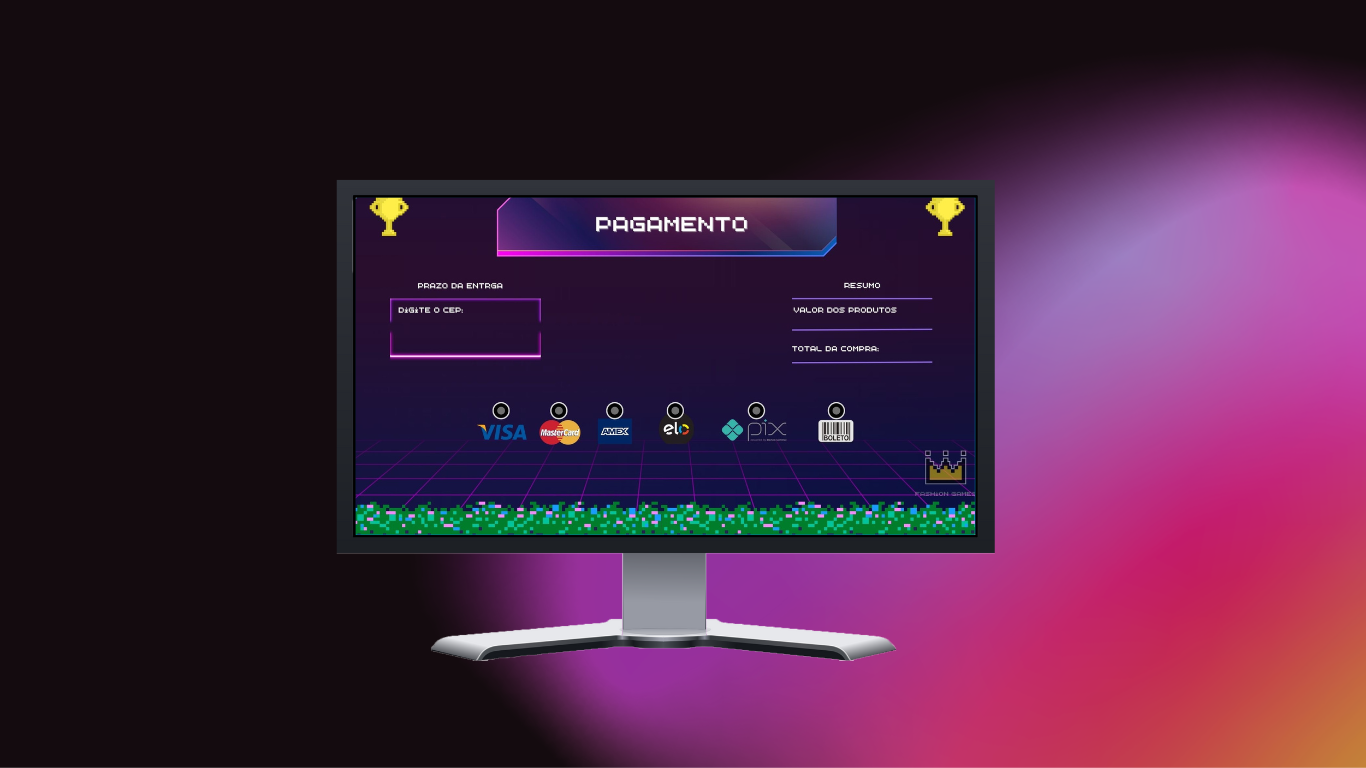 PAGAMENTO
PRAZO DA ENTRGA
DiGiTE O CEP:
RESUMO
VALOR DOS PRODUTOS
TOTAL DA COMPRA:
VISA
MasterCard
AMEX
elo
pix
BOLETO
FASHION GAMES